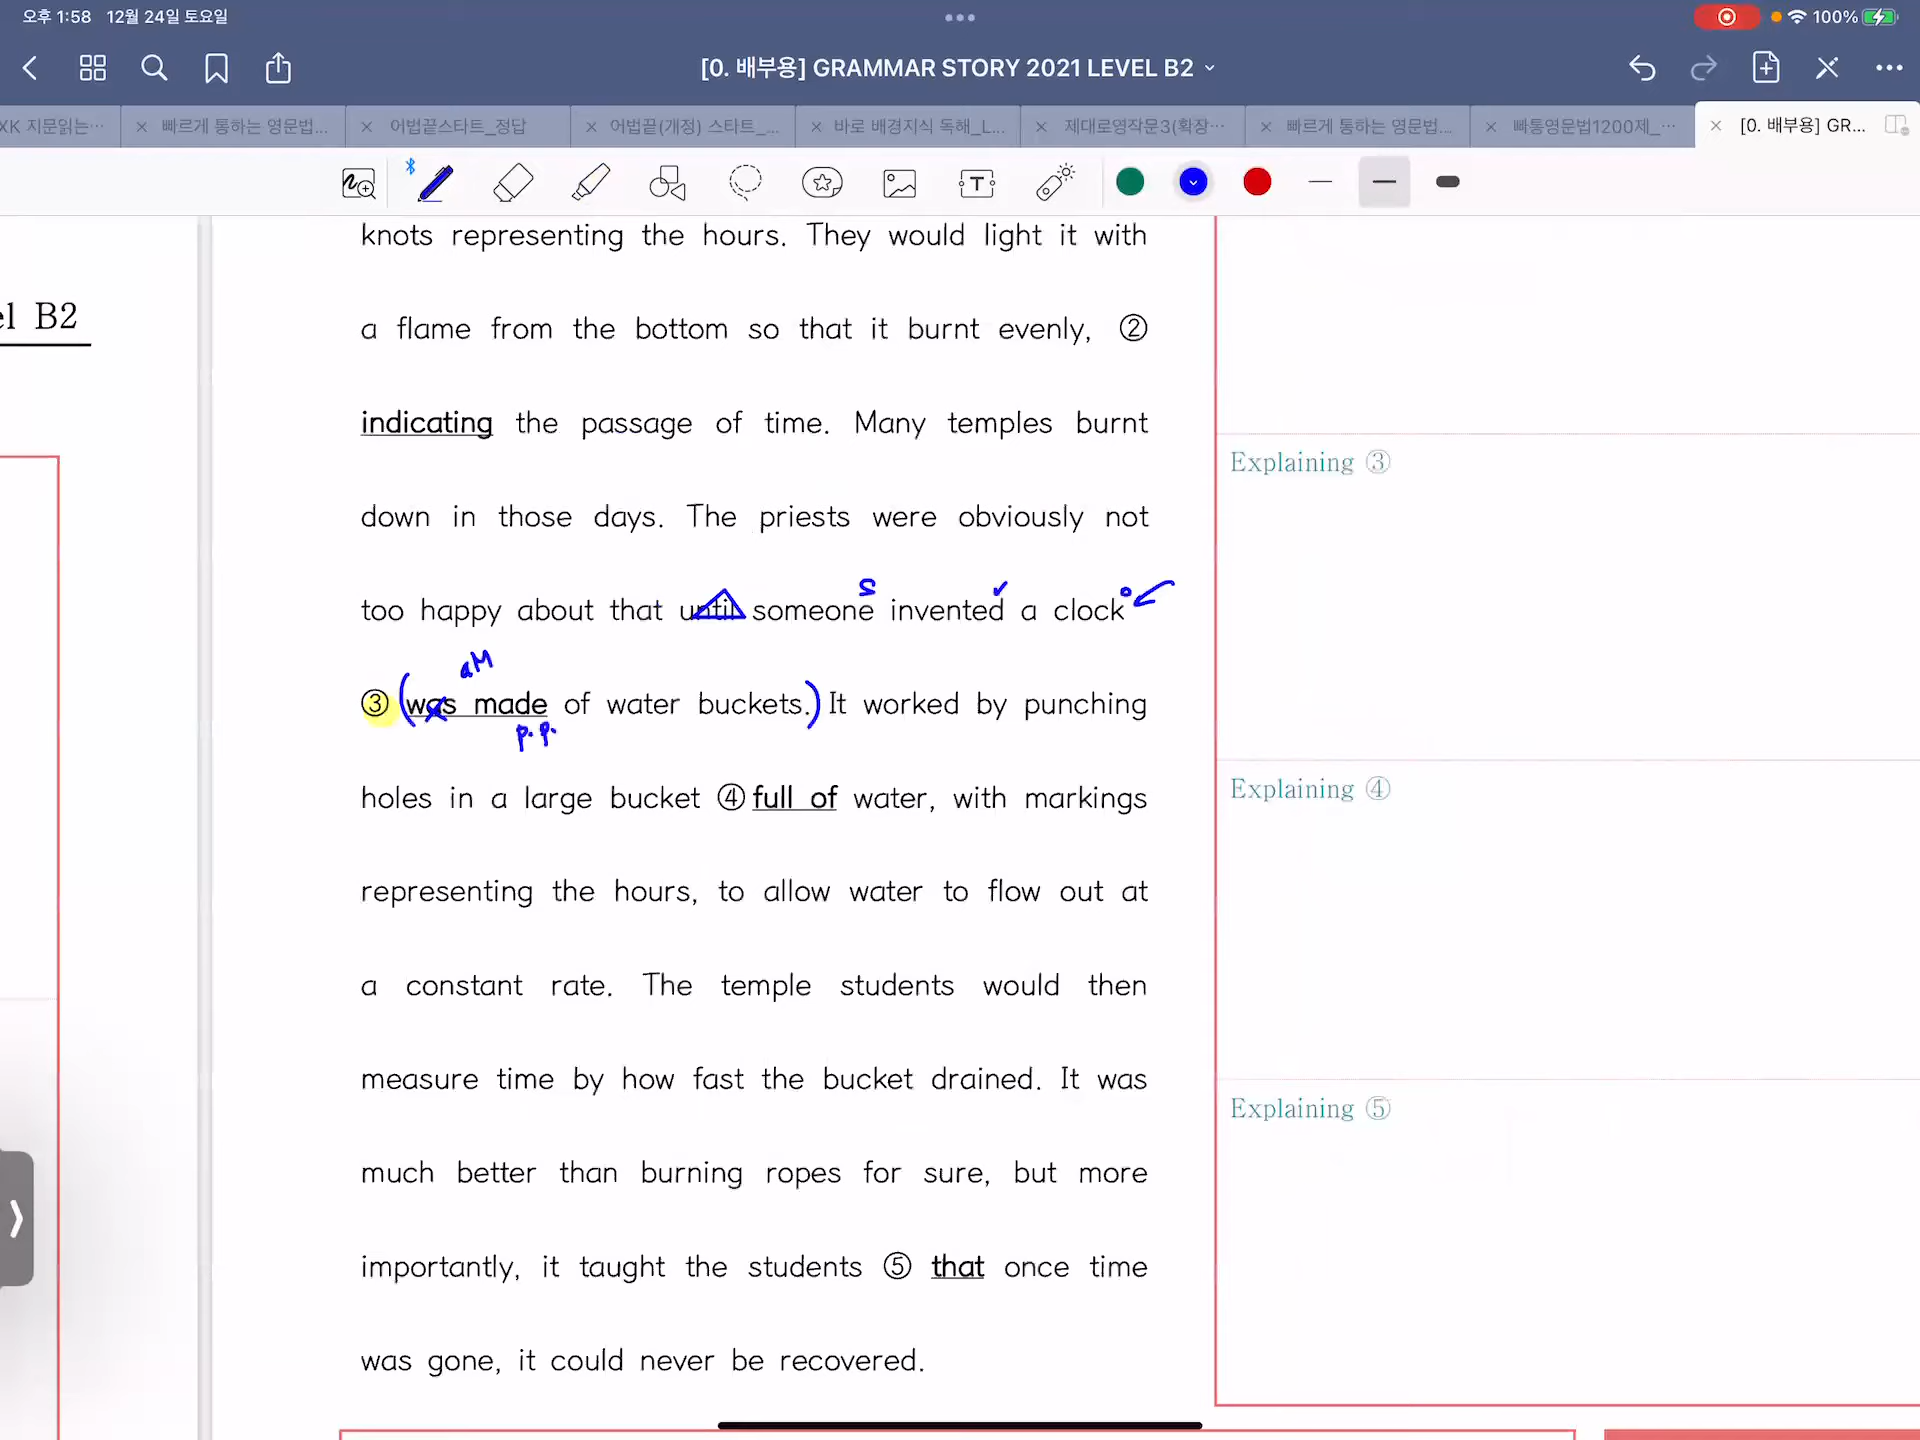 오후 1:58 12월 24일 토요일
100%
[0. 배부용] GRAMMAR STORY 2021 LEVEL B2
XK 지문읽는… × 빠르게 통하는 영문법... × 어법끝스타트_정답 × 어법끝(개정) 스타트_... × 바로 배경지식 독해_L... × 제대로영작문3(확장… × 빠르게 통하는 영문법... × 빠통영문법1200제_… × [0. 배부용] GR...
T
el B2
knots representing the hours. They would light it with
a flame from the bottom so that it burnt evenly, ②
indicating the passage of time. Many temples burnt
down in those days. The priests were obviously not
s v o
too happy about that until someone invented a clock
aM
③ (was made of water buckets.) It worked by punching
p.p.
holes in a large bucket ④ full of water, with markings
representing the hours, to allow water to flow out at
a constant rate. The temple students would then
measure time by how fast the bucket drained. It was
much better than burning ropes for sure, but more
importantly, it taught the students ⑤ that once time
was gone, it could never be recovered.
Explaining ③
Explaining ④
Explaining ⑤